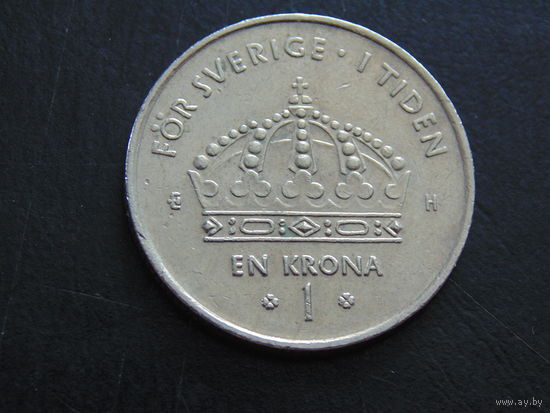 FÖR SVERIGE · I TIDEN
H
EN KRONA
1
www.ay.by